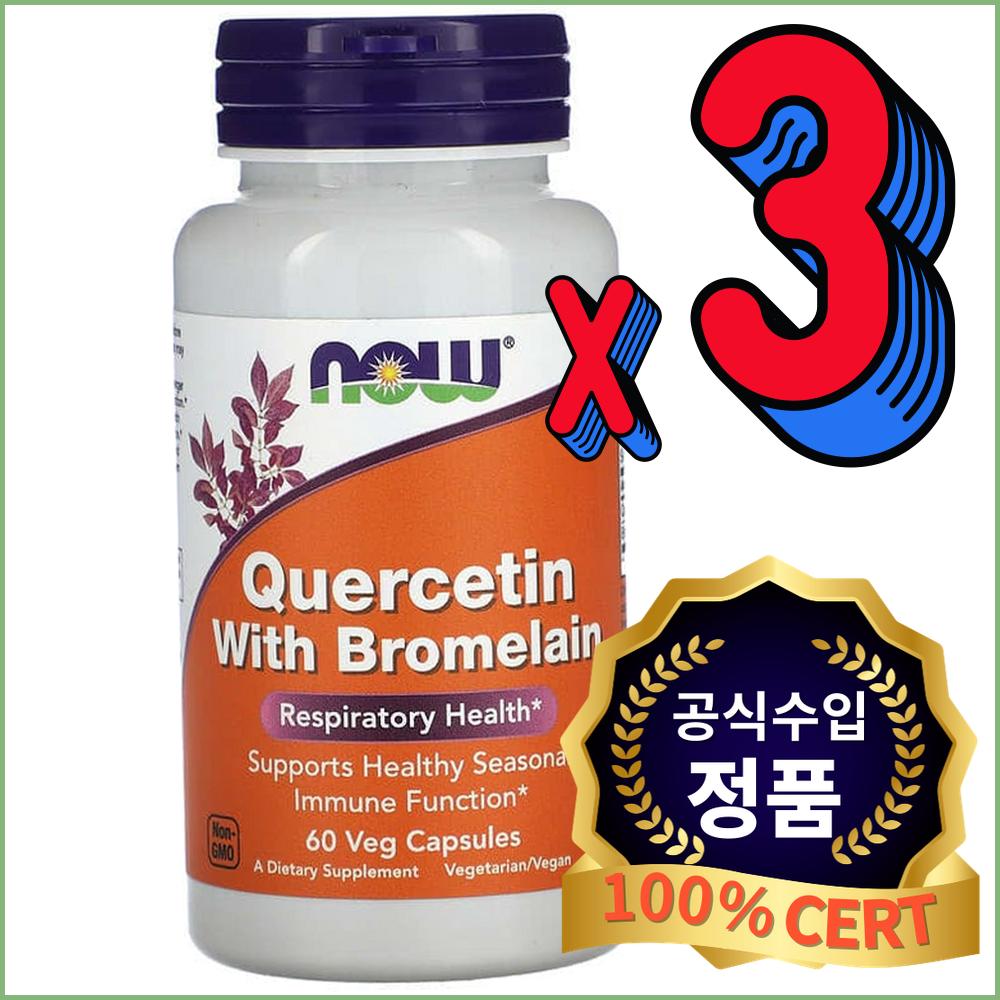 x 3
now®
Quercetin
With Bromelain
Respiratory Health*
Supports Healthy Seasonal
Immune Function*
60 Veg Capsules
Non-
GMO
A Dietary Supplement Vegetarian/Vegan
공식수입
정품
100% CERT